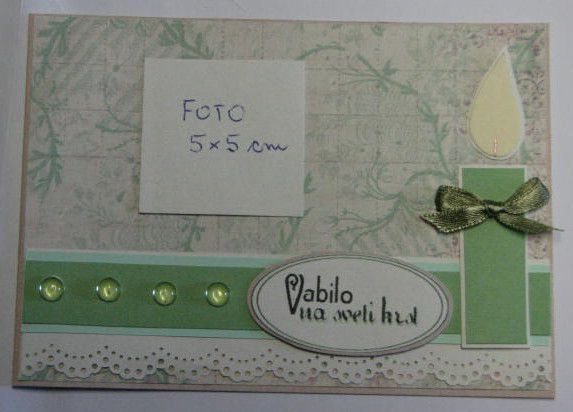 FOTO
5×5 cm
Vabilo
na sveti krst